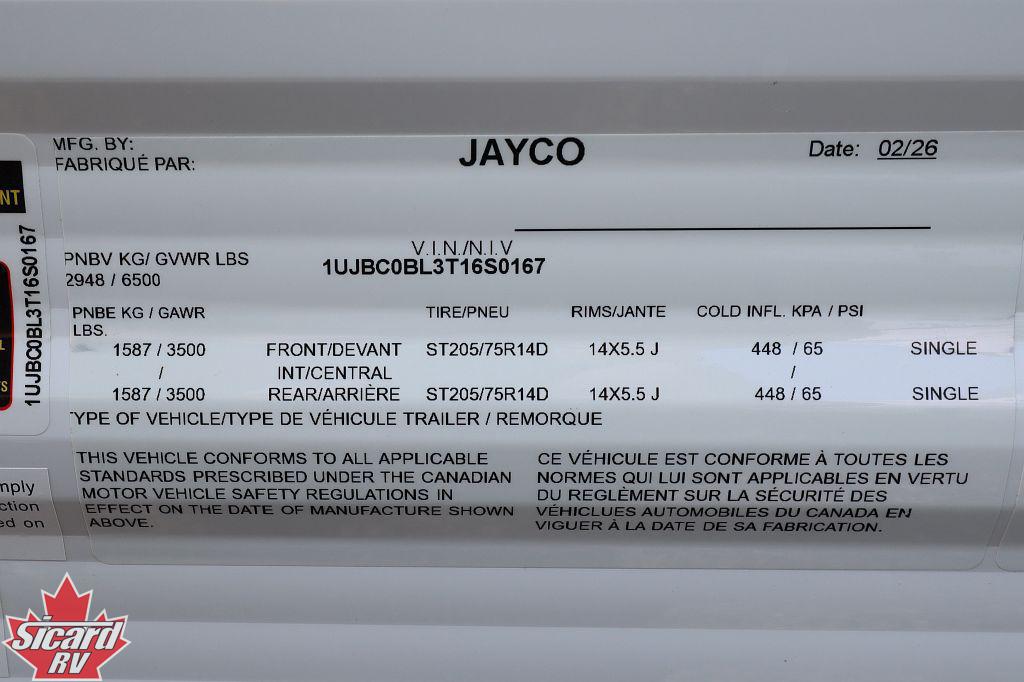 MFG. BY:
FABRIQUÉ PAR:
JAYCO
Date: 02/26
V.I.N./N.I.V
PNBV KG/ GVWR LBS
2948 / 6500
1UJBC0BL3T16S0167
PNBE KG / GAWR LBS. TIRE/PNEU RIMS/JANTE COLD INFL. KPA / PSI
1587 / 3500 FRONT/DEVANT ST205/75R14D 14X5.5 J 448 / 65 SINGLE
/ INT/CENTRAL /
1587 / 3500 REAR/ARRIÈRE ST205/75R14D 14X5.5 J 448 / 65 SINGLE
TYPE OF VEHICLE/TYPE DE VÉHICULE TRAILER / REMORQUE
THIS VEHICLE CONFORMS TO ALL APPLICABLE
STANDARDS PRESCRIBED UNDER THE CANADIAN
MOTOR VEHICLE SAFETY REGULATIONS IN
EFFECT ON THE DATE OF MANUFACTURE SHOWN
ABOVE.
CE VÉHICULE EST CONFORME À TOUTES LES
NORMES QUI LUI SONT APPLICABLES EN VERTU
DU REGLÈMENT SUR LA SÉCURITÉ DES
VÉHICLUES AUTOMOBILES DU CANADA EN
VIGUER À LA DATE DE SA FABRICATION.
1UJBC0BL3T16S0167
NT
L
TS
mply
ction
ed on
Sicard
RV